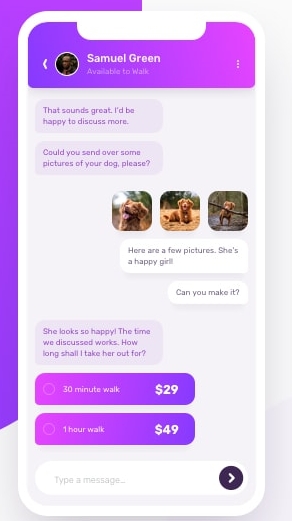 Samuel Green
Available to Walk
That sounds great. I'd be
happy to discuss more.
Could you send over some
pictures of your dog, please?
Here are a few pictures. She's
a happy girl!
Can you make it?
She looks so happy! The time
we discussed works. How
long shall I take her out for?
30 minute walk $29
1 hour walk $49
Type a message...